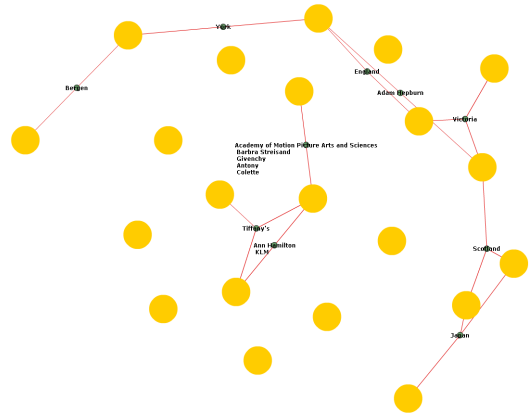 York
England
Bergen
Adam Hepburn
Victoria
Academy of Motion Picture Arts and Sciences
Barbra Streisand
Givenchy
Antony
Colette
Tiffany's
Ann Hamilton
KLM
Scotland
Japan